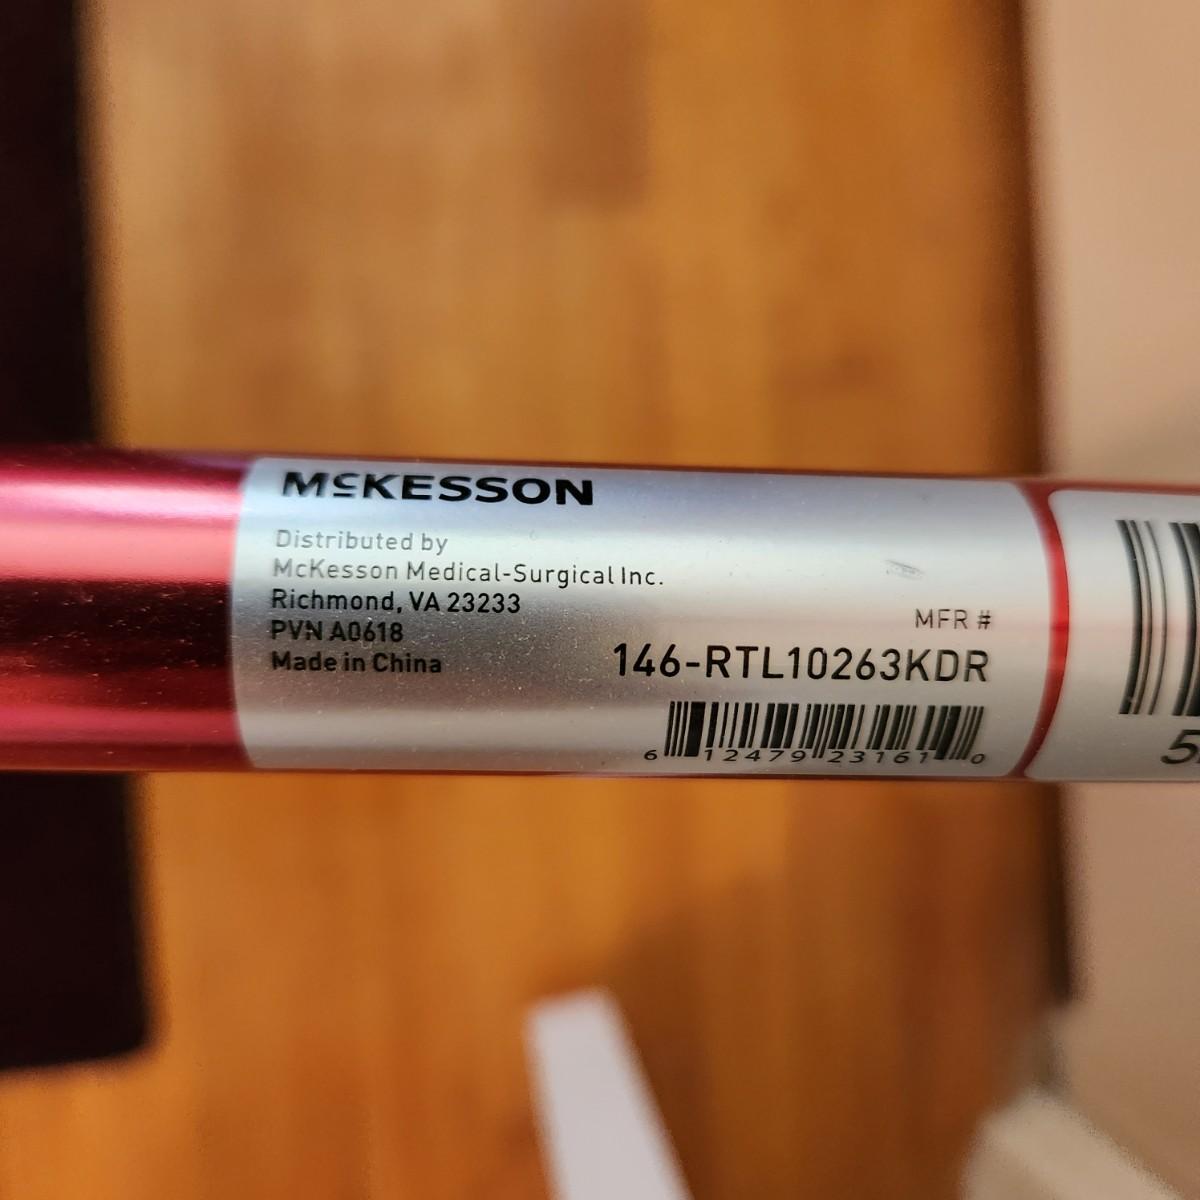 McKESSON
Distributed by
McKesson Medical-Surgical Inc.
Richmond, VA 23233
PVN A0618
Made in China
MFR #
146-RTL10263KDR
6 12479 23161 0